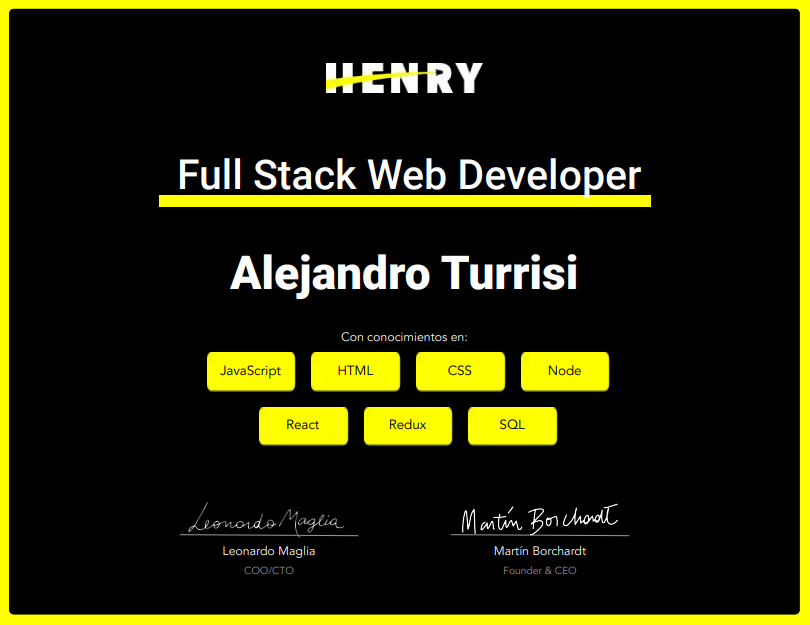 HENRY
Full Stack Web Developer
Alejandro Turrisi
Con conocimientos en:
JavaScript HTML CSS Node
React Redux SQL
Leonardo Maglia Martín Borchardt
Leonardo Maglia Martín Borchardt
COO/CTO Founder & CEO